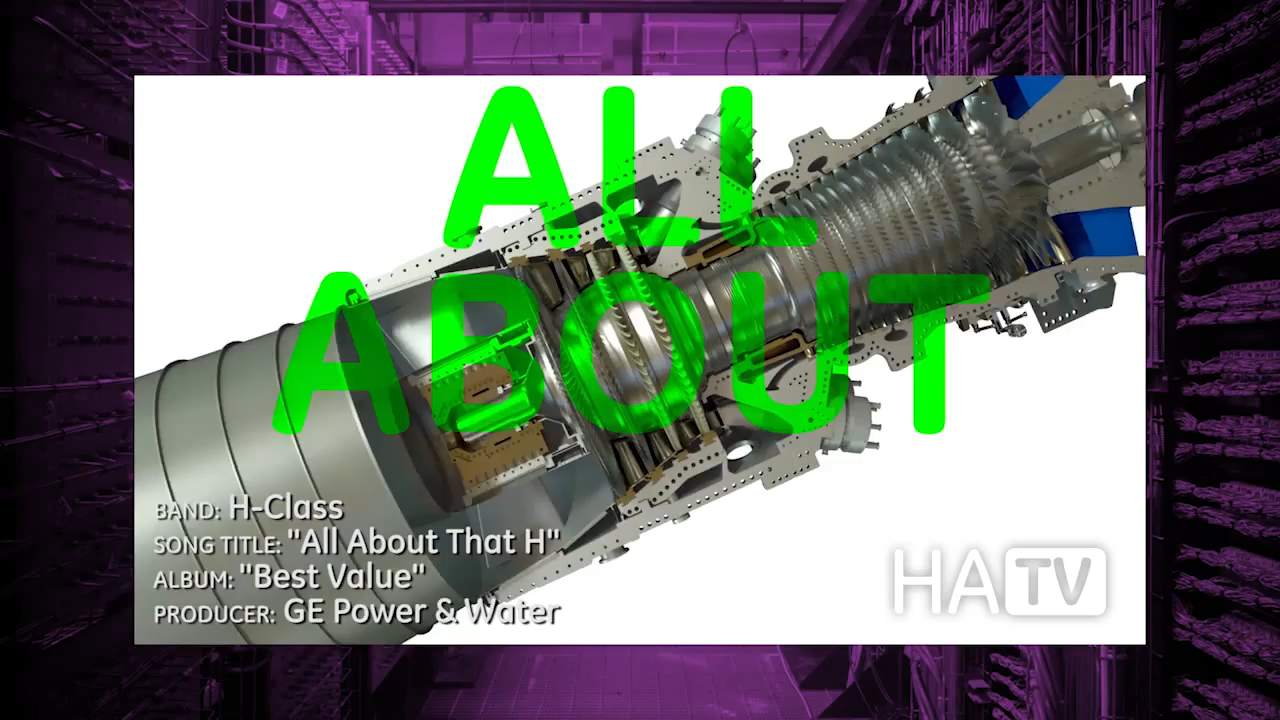 ALL
ABOUT
BAND: H-Class
SONG TITLE: "All About That H"
ALBUM: "Best Value"
PRODUCER: GE Power & Water
HATV